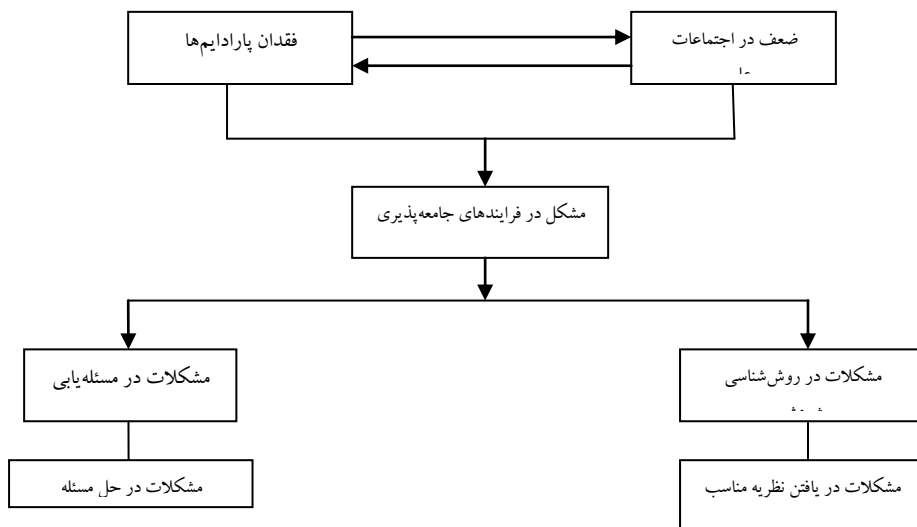 ضعف در اجتماعات
فقدان پارادایم‌ها
مشکل در فرایندهای جامعه‌پذیری
مشکلات در روش‌شناسی
مشکلات در مسئله‌یابی
مشکلات در یافتن نظریه مناسب
مشکلات در حل مسئله